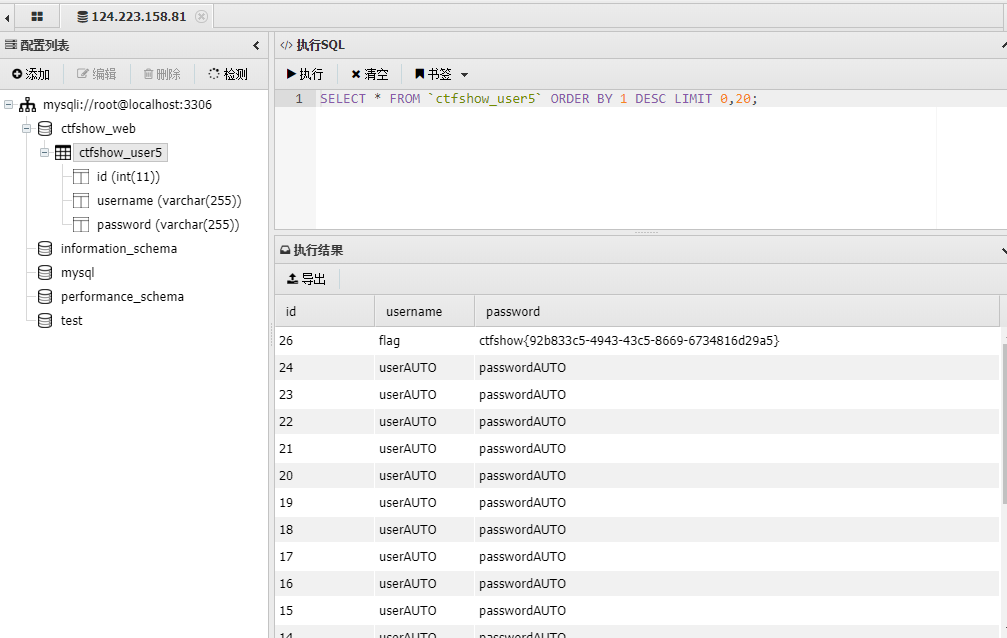 124.223.158.81
配置列表
添加 编辑 删除 检测
mysqli://root@localhost:3306
ctfshow_web
ctfshow_user5
id (int(11))
username (varchar(255))
password (varchar(255))
information_schema
mysql
performance_schema
test
</> 执行SQL
执行 清空 书签
1 SELECT * FROM `ctfshow_user5` ORDER BY 1 DESC LIMIT 0,20;
执行结果
导出
id username password
26 flag ctfshow{92b833c5-4943-43c5-8669-6734816d29a5}
24 userAUTO passwordAUTO
23 userAUTO passwordAUTO
22 userAUTO passwordAUTO
21 userAUTO passwordAUTO
20 userAUTO passwordAUTO
19 userAUTO passwordAUTO
18 userAUTO passwordAUTO
17 userAUTO passwordAUTO
16 userAUTO passwordAUTO
15 userAUTO passwordAUTO
14 userAUTO passwordAUTO